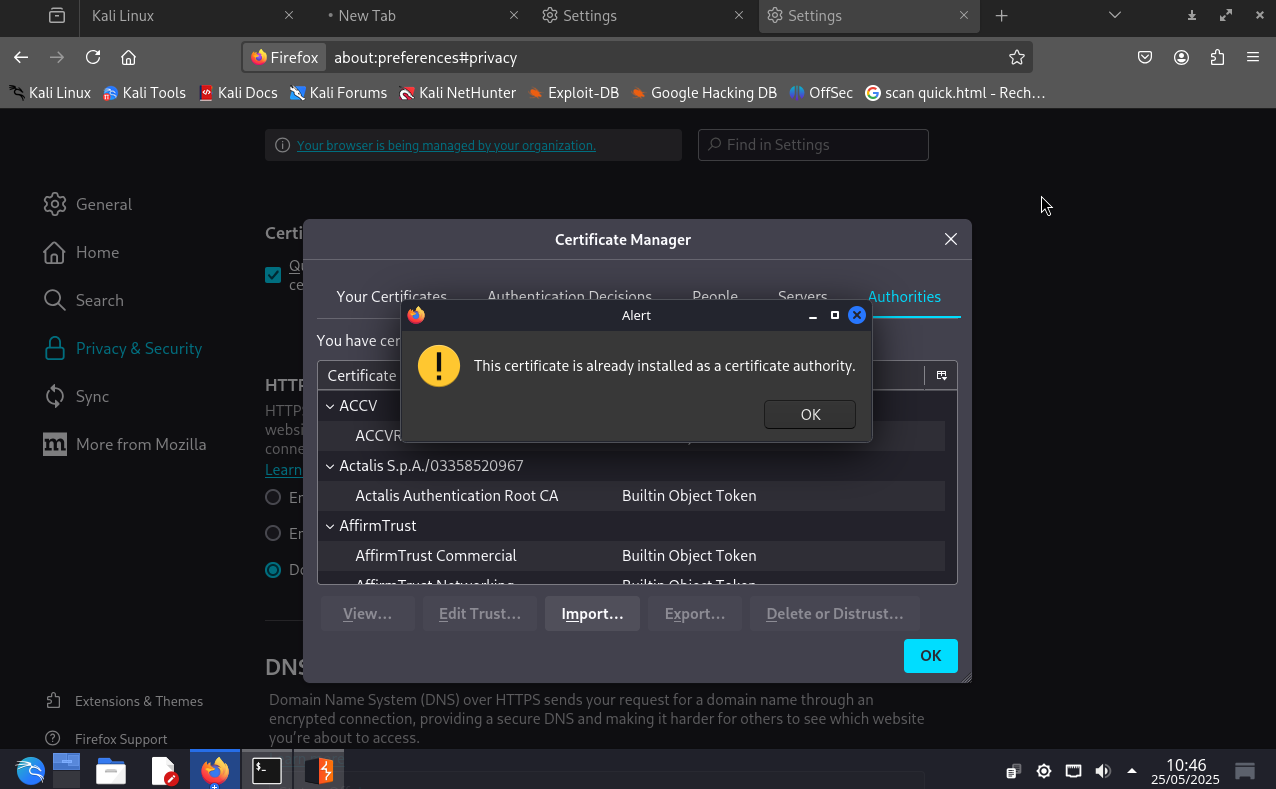 Kali Linux
New Tab
Settings
Settings
Firefox
about:preferences#privacy
Kali Linux
Kali Tools
Kali Docs
Kali Forums
Kali NetHunter
Exploit-DB
Google Hacking DB
OffSec
scan quick.html - Rech…
Your browser is being managed by your organization.
Find in Settings
General
Home
Search
Privacy & Security
Sync
More from Mozilla
Extensions & Themes
Firefox Support
Certi
Qu
ce
HTTP
HTTPS
websi
conne
Learn
En
En
Do
Certificate Manager
Your Certificates
Authentication Decisions
People
Servers
Authorities
You have cer
Certificate
ACCV
ACCVR
Actalis S.p.A./03358520967
Actalis Authentication Root CA
Builtin Object Token
AffirmTrust
AffirmTrust Commercial
Builtin Object Token
AffirmTrust Networking
Builtin Object Token
View…
Edit Trust…
Import…
Export…
Delete or Distrust…
OK
Alert
This certificate is already installed as a certificate authority.
OK
DNS
Domain Name System (DNS) over HTTPS sends your request for a domain name through an
encrypted connection, providing a secure DNS and making it harder for others to see which website
you're about to access.
10:46
25/05/2025